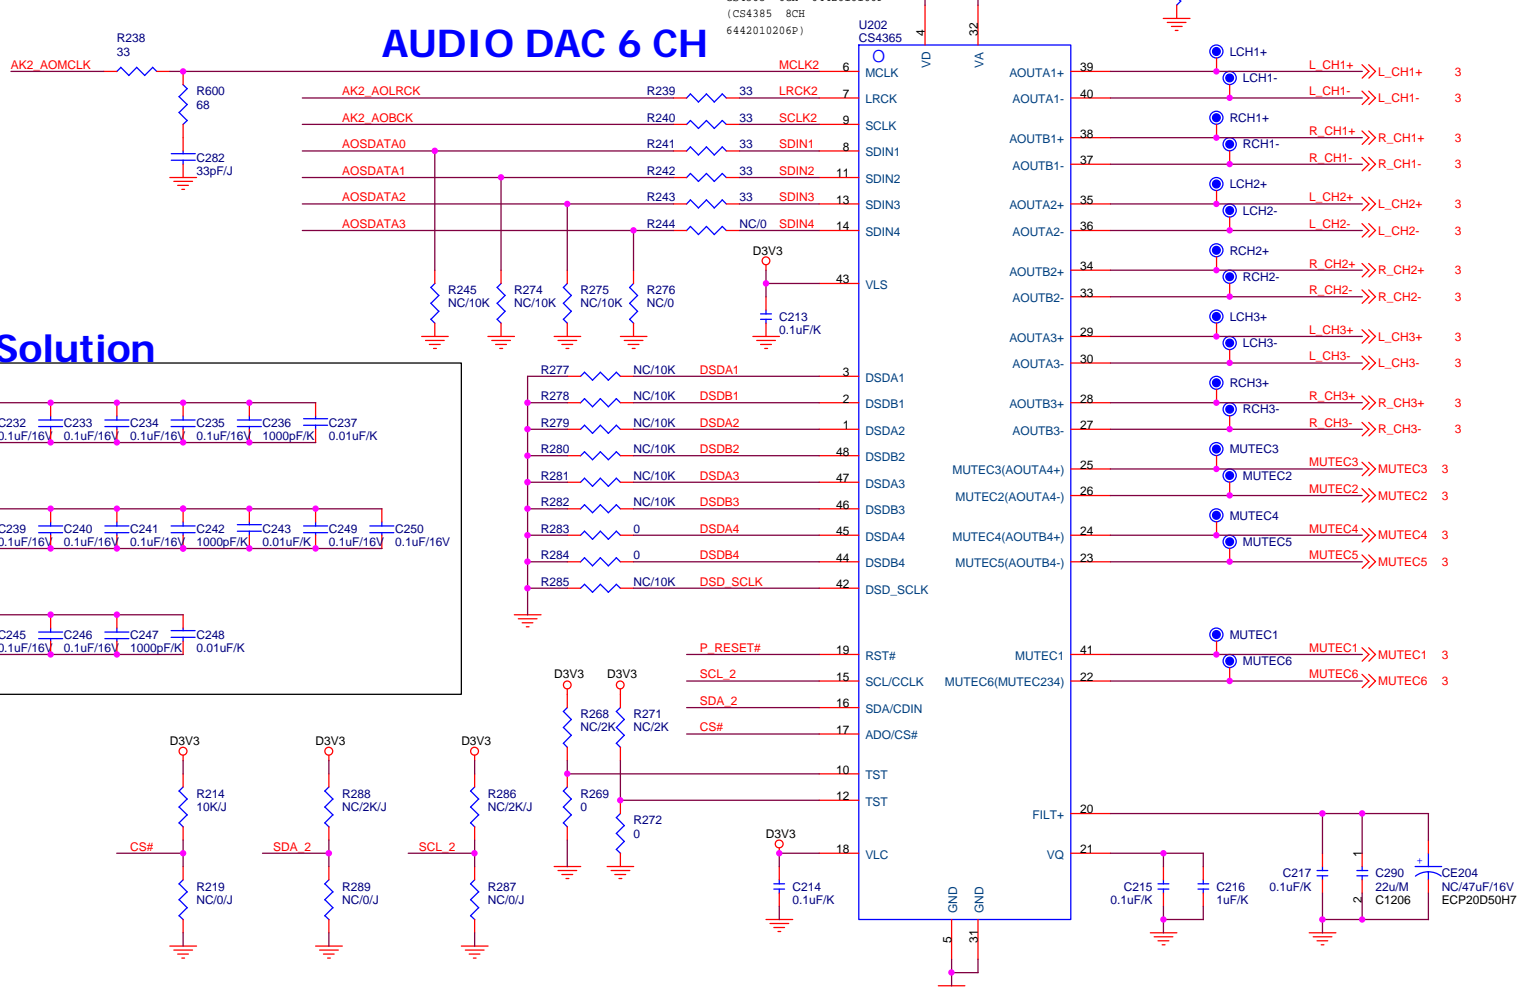 (CS4385 8CH
6442010206P)
AUDIO DAC 6 CH
U202
CS4365
R238
33
AK2_AOMCLK
MCLK2
R600
68
C282
33pF/J
AK2_AOLRCK R239 33 LRCK2
AK2_AOBCK R240 33 SCLK2
AOSDATA0 R241 33 SDIN1
AOSDATA1 R242 33 SDIN2
AOSDATA2 R243 33 SDIN3
AOSDATA3 R244 NC/0 SDIN4
R245
NC/10K
R274
NC/10K
R275
NC/10K
R276
NC/0
D3V3
C213
0.1uF/K
4 VD
32 VA
6 MCLK
7 LRCK
9 SCLK
8 SDIN1
11 SDIN2
13 SDIN3
14 SDIN4
43 VLS
3 DSDA1
2 DSDB1
1 DSDA2
48 DSDB2
47 DSDA3
46 DSDB3
45 DSDA4
44 DSDB4
42 DSD_SCLK
19 RST#
15 SCL/CCLK
16 SDA/CDIN
17 ADO/CS#
10 TST
12 TST
18 VLC
5 GND
31 GND
AOUTA1+ 39 LCH1+ L_CH1+ L_CH1+ 3
AOUTA1- 40 LCH1- L_CH1- L_CH1- 3
AOUTB1+ 38 RCH1+ R_CH1+ R_CH1+ 3
AOUTB1- 37 RCH1- R_CH1- R_CH1- 3
AOUTA2+ 35 LCH2+ L_CH2+ L_CH2+ 3
AOUTA2- 36 LCH2- L_CH2- L_CH2- 3
AOUTB2+ 34 RCH2+ R_CH2+ R_CH2+ 3
AOUTB2- 33 RCH2- R_CH2- R_CH2- 3
AOUTA3+ 29 LCH3+ L_CH3+ L_CH3+ 3
AOUTA3- 30 LCH3- L_CH3- L_CH3- 3
AOUTB3+ 28 RCH3+ R_CH3+ R_CH3+ 3
AOUTB3- 27 RCH3- R_CH3- R_CH3- 3
MUTEC3(AOUTA4+) 25 MUTEC3 MUTEC3 MUTEC3 3
MUTEC2(AOUTA4-) 26 MUTEC2 MUTEC2 MUTEC2 3
MUTEC4(AOUTB4+) 24 MUTEC4 MUTEC4 MUTEC4 3
MUTEC5(AOUTB4-) 23 MUTEC5 MUTEC5 MUTEC5 3
MUTEC1 41 MUTEC1 MUTEC1 MUTEC1 3
MUTEC6(MUTEC234) 22 MUTEC6 MUTEC6 MUTEC6 3
FILT+ 20
VQ 21
Solution
C232
0.1uF/16V
C233
0.1uF/16V
C234
0.1uF/16V
C235
0.1uF/16V
C236
1000pF/K
C237
0.01uF/K
C239
0.1uF/16V
C240
0.1uF/16V
C241
0.1uF/16V
C242
1000pF/K
C243
0.01uF/K
C249
0.1uF/16V
C250
0.1uF/16V
C245
0.1uF/16V
C246
0.1uF/16V
C247
1000pF/K
C248
0.01uF/K
R277 NC/10K DSDA1
R278 NC/10K DSDB1
R279 NC/10K DSDA2
R280 NC/10K DSDB2
R281 NC/10K DSDA3
R282 NC/10K DSDB3
R283 0 DSDA4
R284 0 DSDB4
R285 NC/10K DSD_SCLK
P_RESET#
SCL_2
SDA_2
CS#
D3V3
D3V3
R268
NC/2K
R271
NC/2K
R269
0
R272
0
D3V3
C214
0.1uF/K
D3V3
R214
10K/J
CS#
R219
NC/0/J
D3V3
R288
NC/2K/J
SDA_2
R289
NC/0/J
D3V3
R286
NC/2K/J
SCL_2
R287
NC/0/J
C215
0.1uF/K
C216
1uF/K
C217
0.1uF/K
1
C290
22u/M
C1206
2
+
CE204
NC/47uF/16V
ECP20D50H7